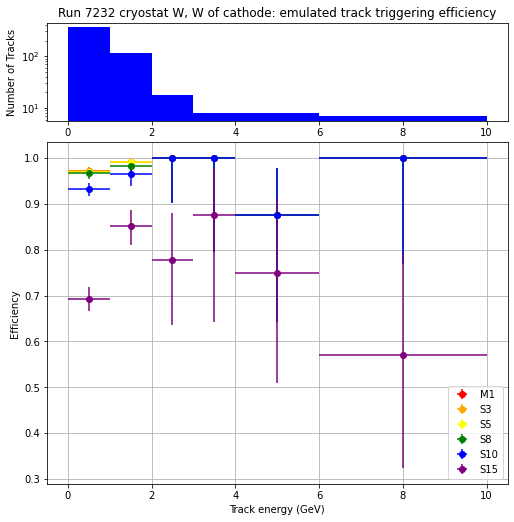 Run 7232 cryostat W, W of cathode: emulated track triggering efficiency
Number of Tracks
10²
10¹
0 2 4 6 8 10
Efficiency
1.0
0.9
0.8
0.7
0.6
0.5
0.4
0.3
M1
S3
S5
S8
S10
S15
0 2 4 6 8 10
Track energy (GeV)